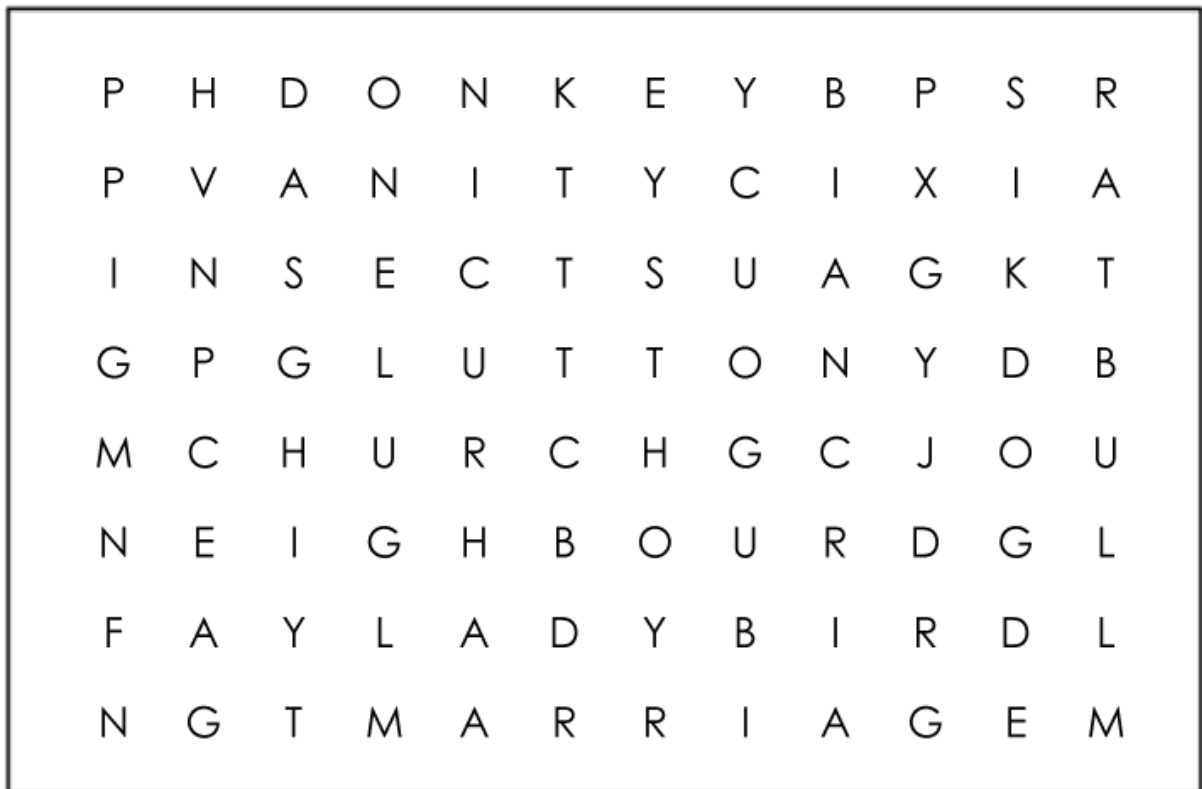 P H D O N K E Y B P S R
P V A N I T Y C I X I A
I N S E C T S U A G K T
G P G L U T T O N Y D B
M C H U R C H G C J O U
N E I G H B O U R D G L
F A Y L A D Y B I R D L
N G T M A R R I A G E M